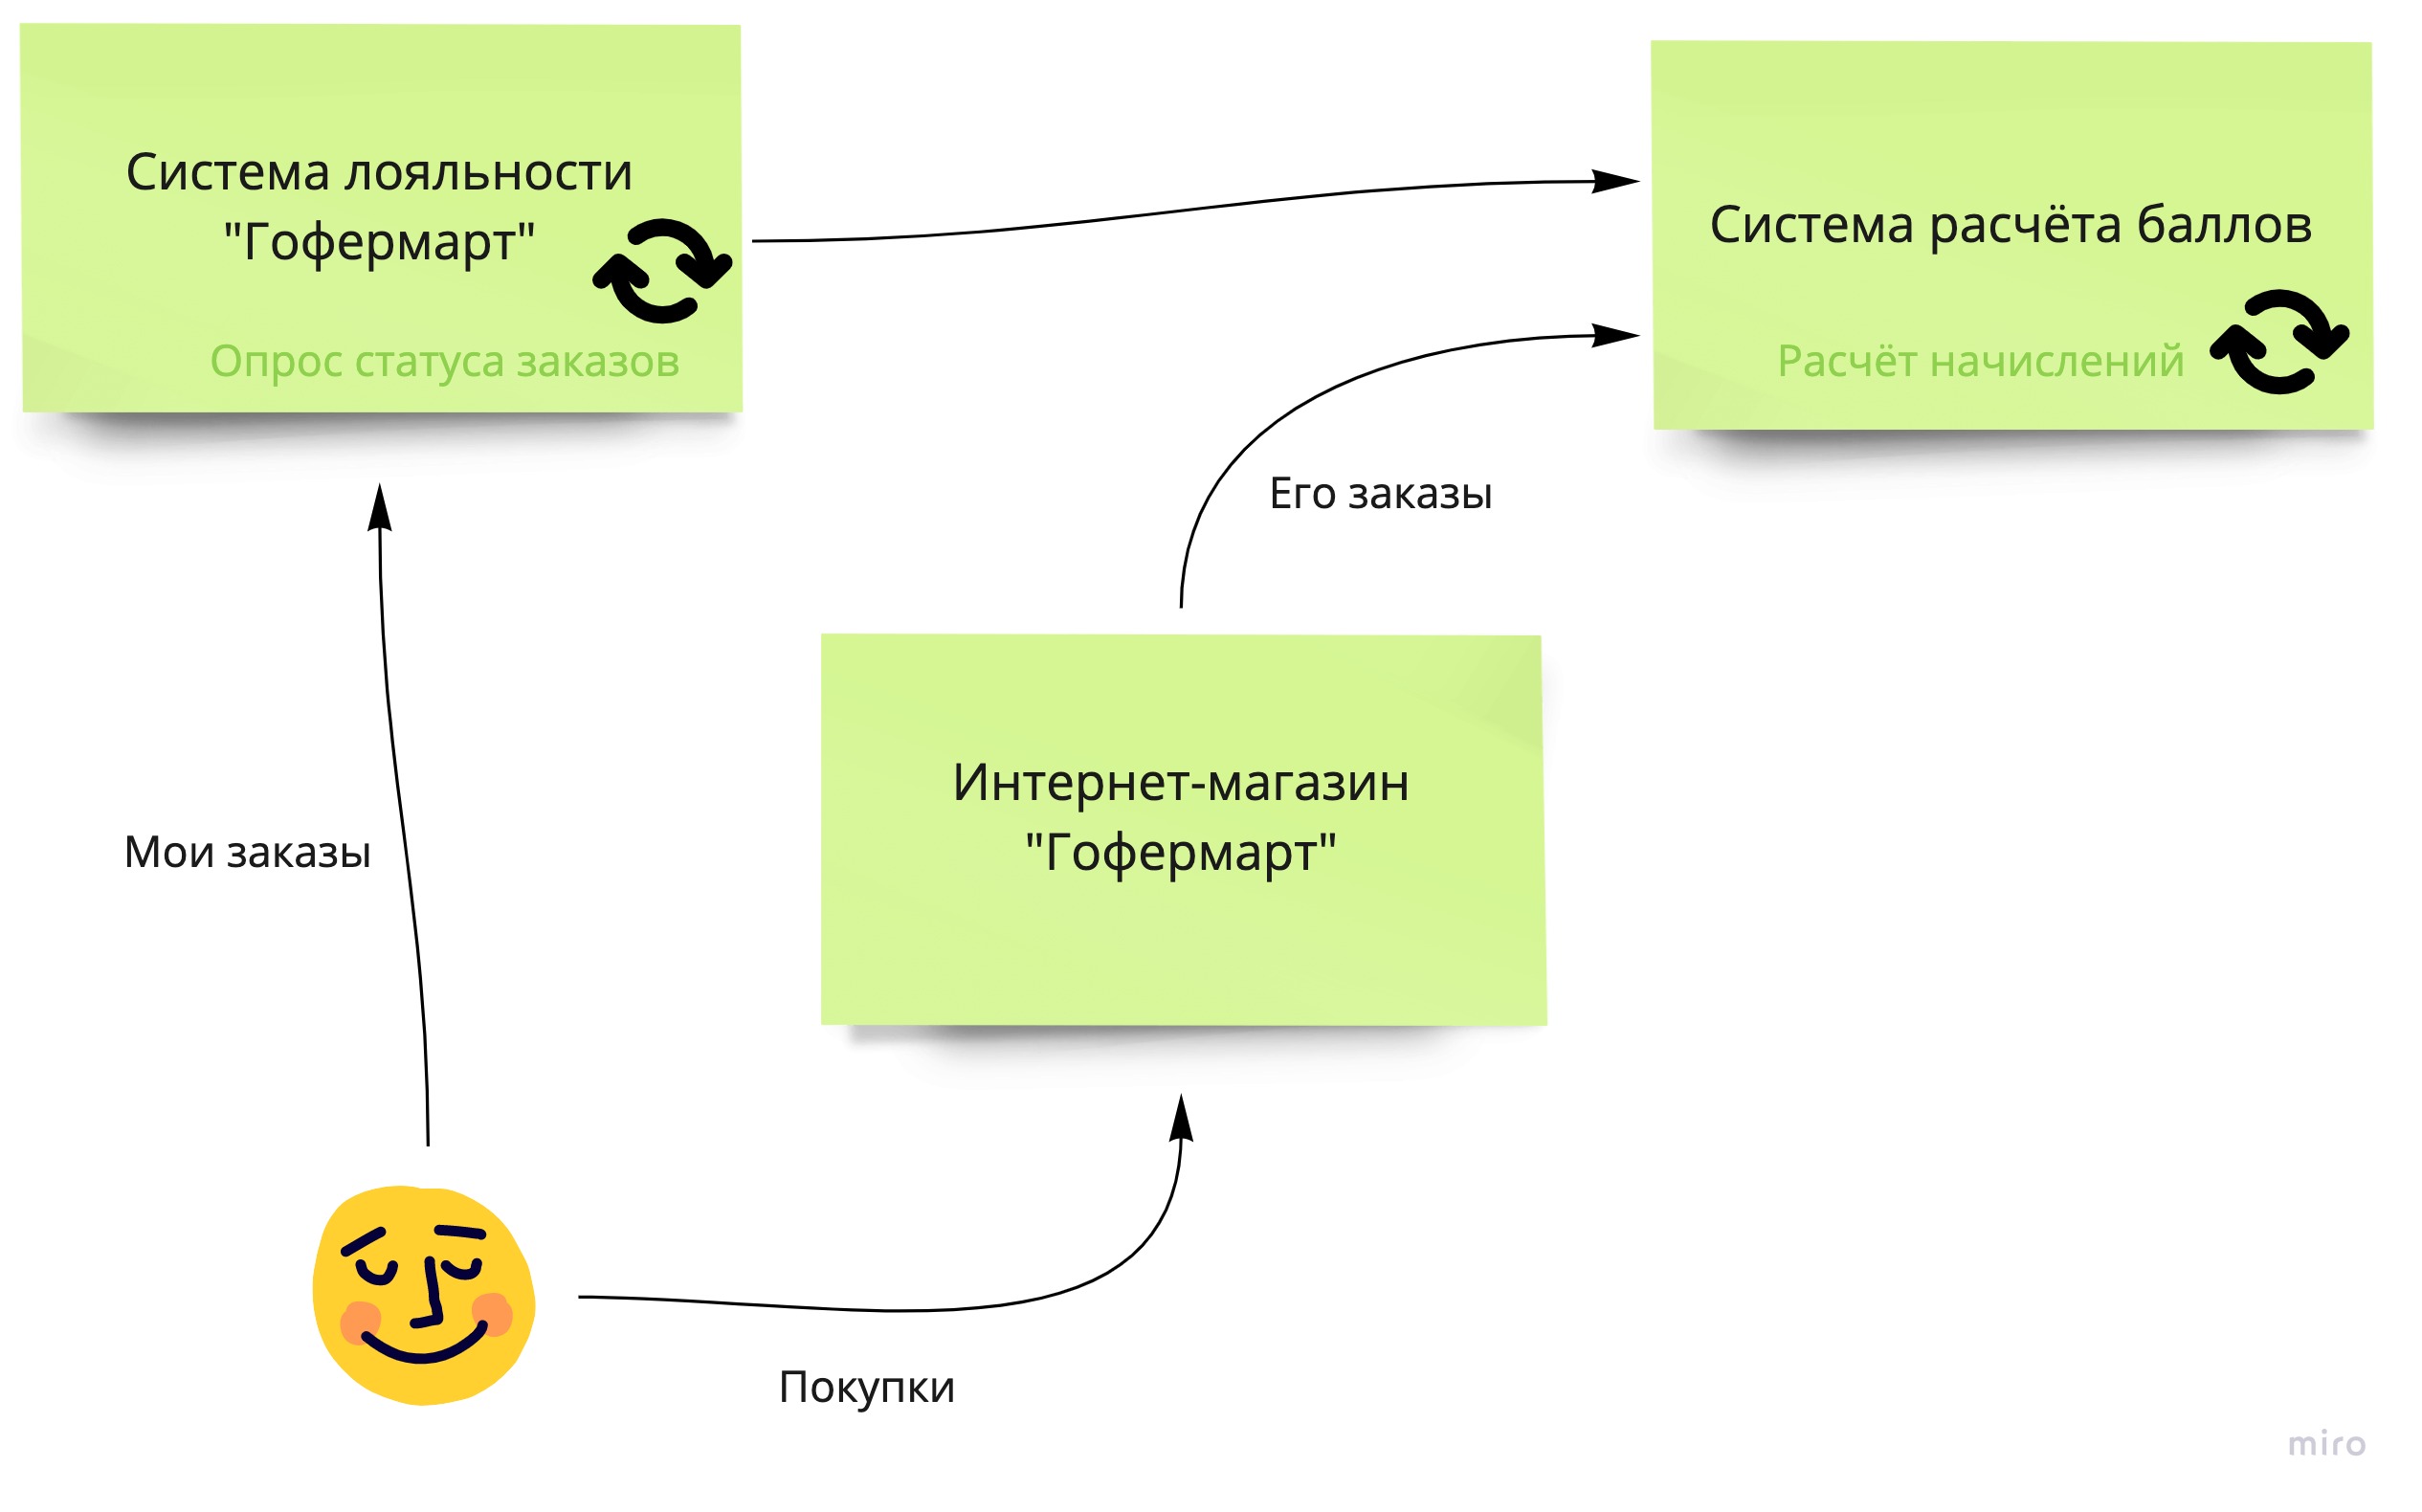 Система лояльности
"Гофермарт"
Опрос статуса заказов
Система расчёта баллов
Расчёт начислений
Его заказы
Интернет-магазин
"Гофермарт"
Мои заказы
Покупки
miro